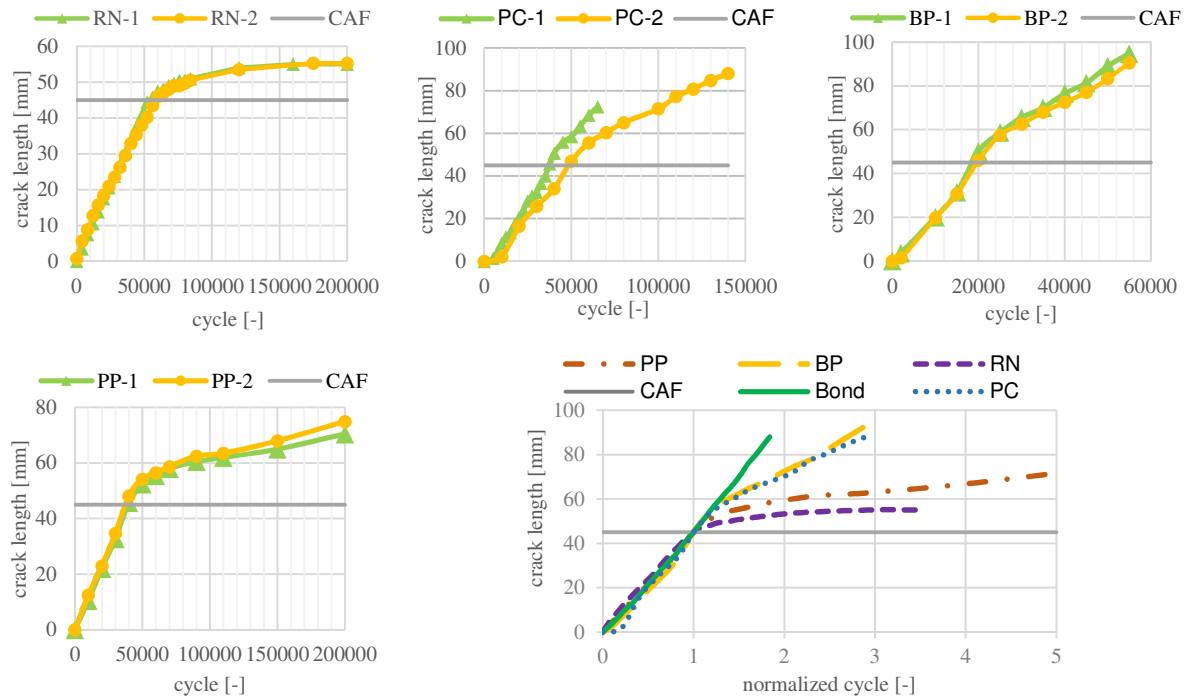 RN-1 RN-2 CAF
60
50
40
30
20
10
0
crack length [mm]
0 50000 100000 150000 200000
cycle [-]
PC-1 PC-2 CAF
100
80
60
40
20
0
crack length [mm]
0 50000 100000 150000
cycle [-]
BP-1 BP-2 CAF
100
80
60
40
20
0
crack length [mm]
0 20000 40000 60000
cycle [-]
PP-1 PP-2 CAF
80
60
40
20
0
crack length [mm]
0 50000 100000 150000 200000
cycle [-]
PP BP RN
CAF Bond PC
100
80
60
40
20
0
crack length [mm]
0 1 2 3 4 5
normalized cycle [-]